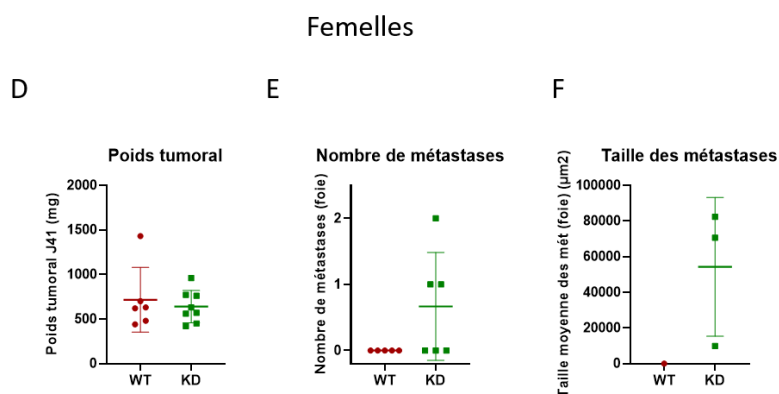 Femelles
D
E
F
Poids tumoral
Nombre de métastases
Taille des métastases
Poids tumoral J41 (mg)
2000
1500
1000
500
0
WT
KD
Nombre de métastases (foie)
2
1
0
WT
KD
Taille moyenne des mét (foie) (µm2)
100000
80000
60000
40000
20000
0
WT
KD